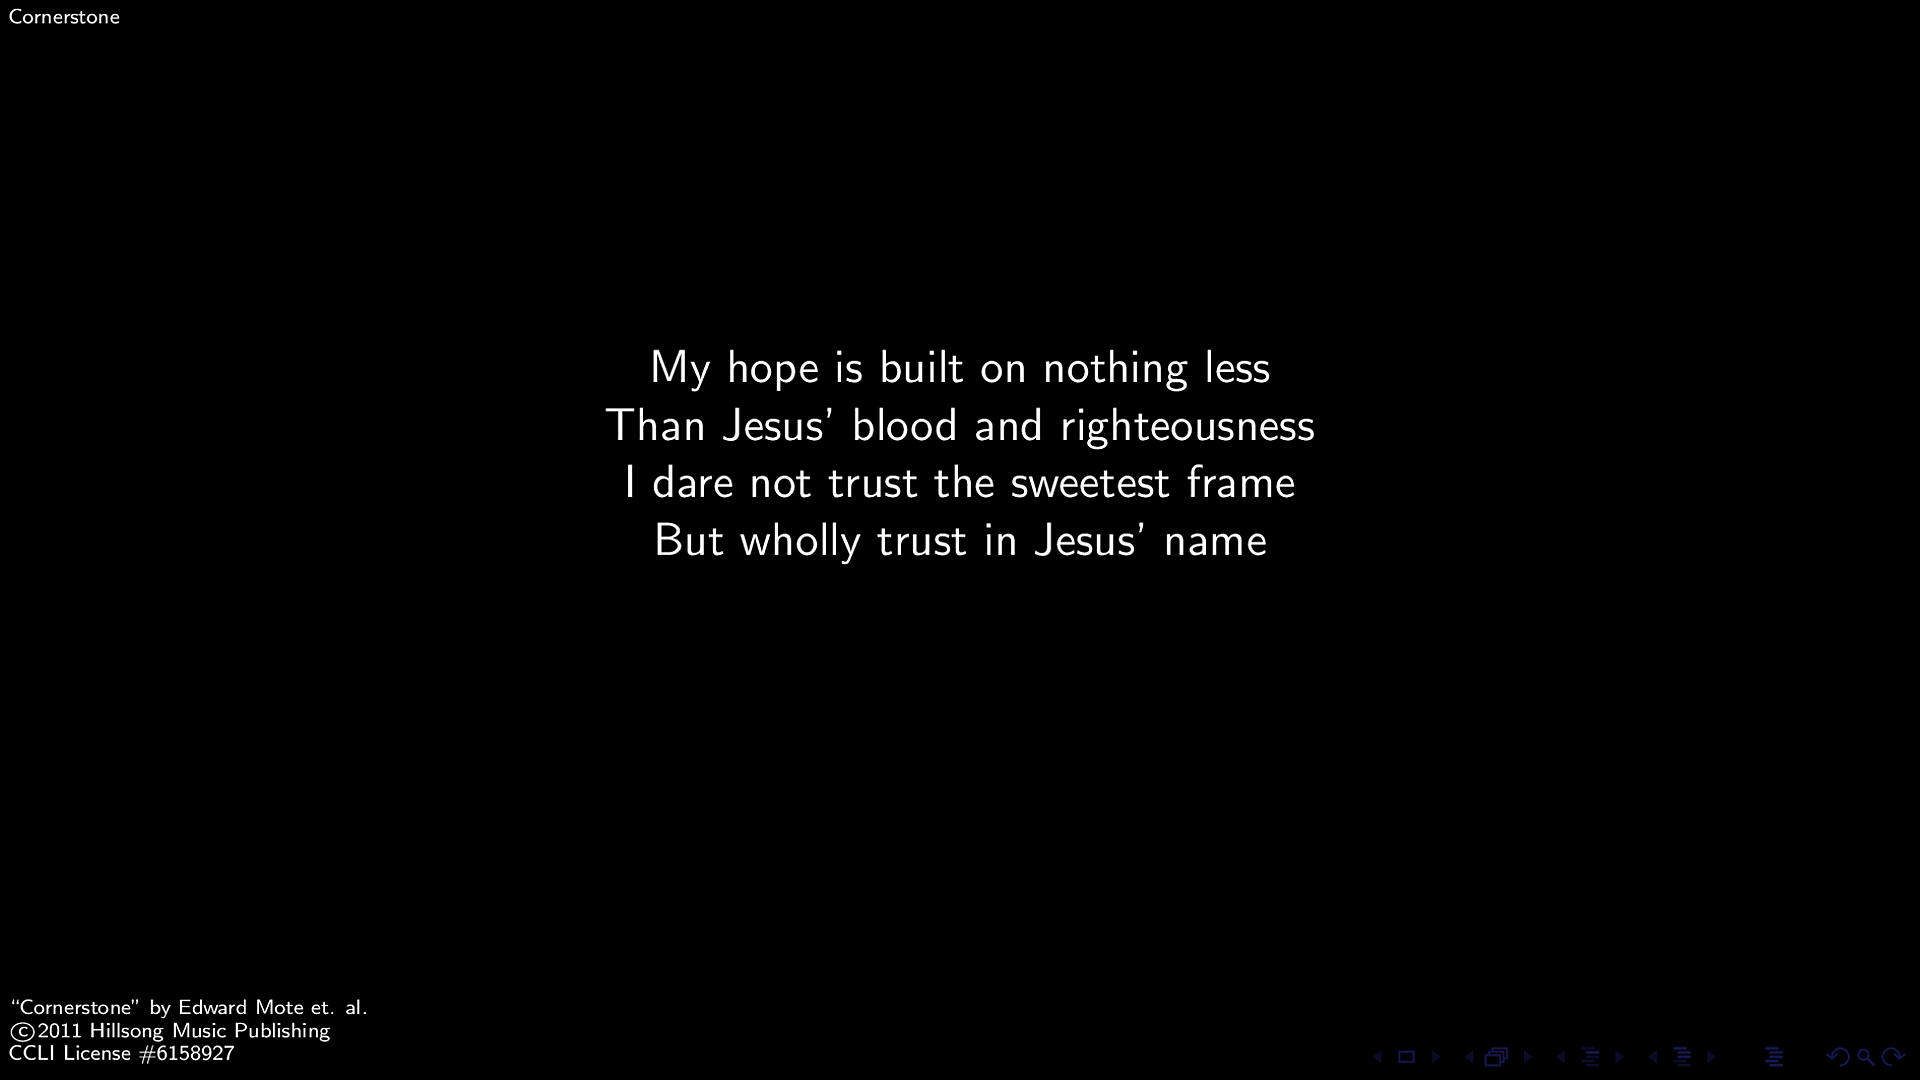 Cornerstone
My hope is built on nothing less
Than Jesus’ blood and righteousness
I dare not trust the sweetest frame
But wholly trust in Jesus’ name
“Cornerstone” by Edward Mote et. al.
©2011 Hillsong Music Publishing
CCLI License #6158927